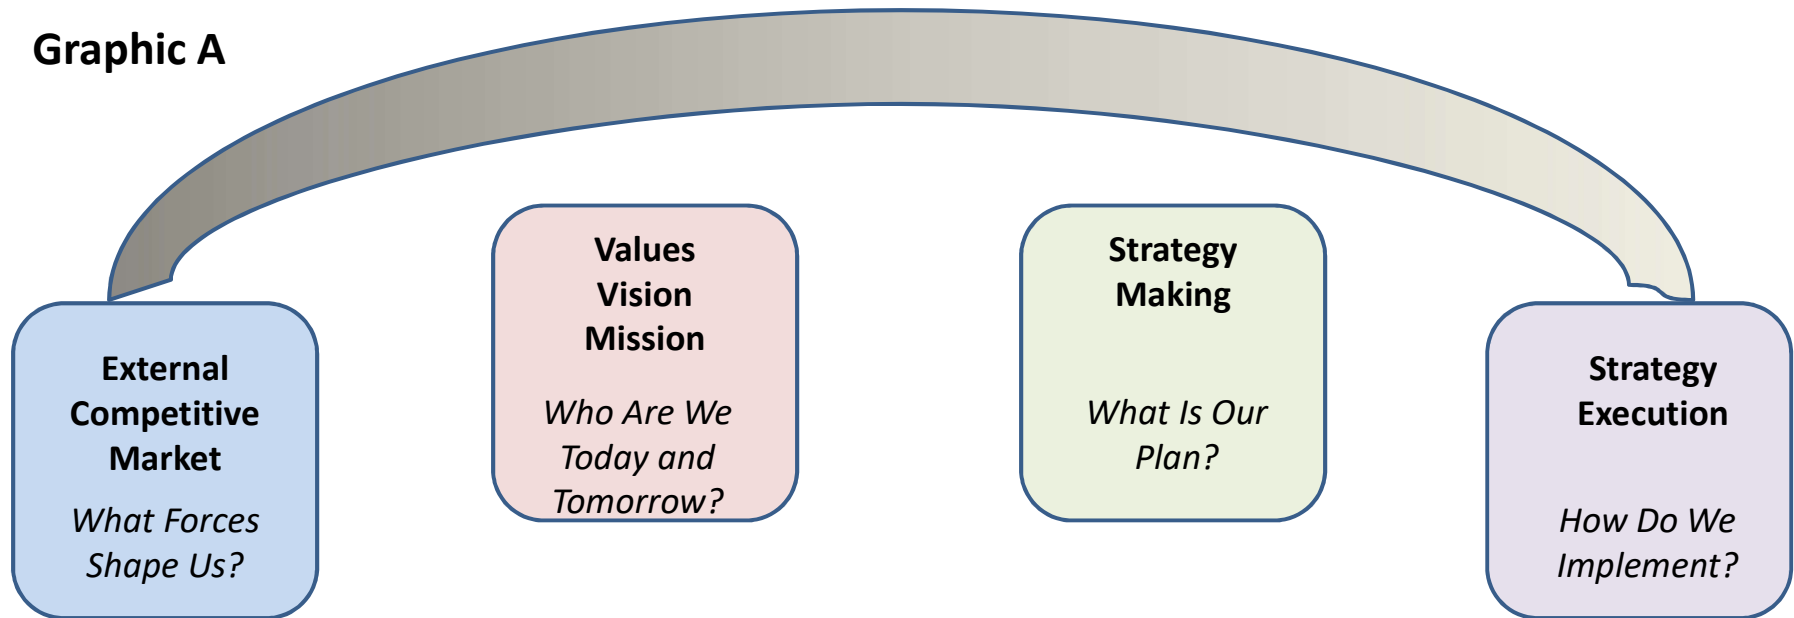 Graphic A
External
Competitive
Market
What Forces
Shape Us?
Values
Vision
Mission
Who Are We
Today and
Tomorrow?
Strategy
Making
What Is Our
Plan?
Strategy
Execution
How Do We
Implement?